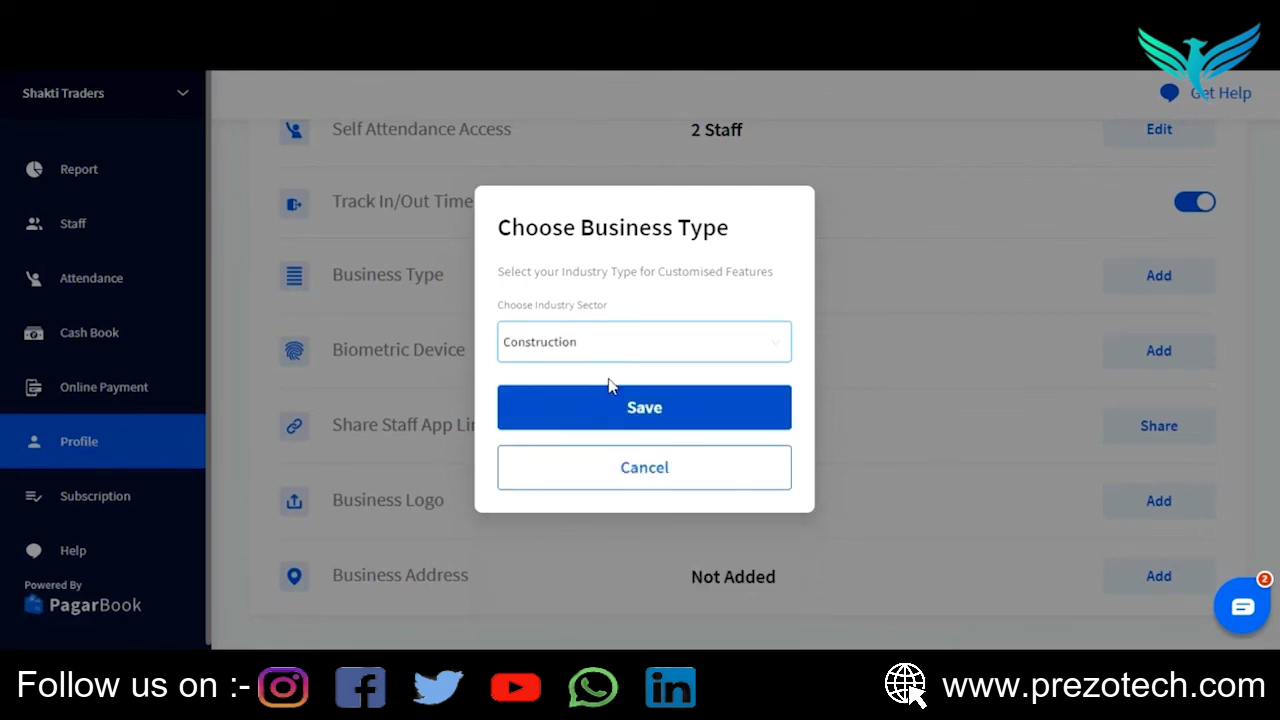 Shakti Traders
Get Help
Report
Staff
Attendance
Cash Book
Online Payment
Profile
Subscription
Help
Powered By
PagarBook
Self Attendance Access 2 Staff Edit
Track In/Out Time
Business Type Add
Biometric Device Add
Share Staff App Lin Share
Business Logo Add
Business Address Not Added Add
Choose Business Type
Select your Industry Type for Customised Features
Choose Industry Sector
Construction
Save
Cancel
2
Follow us on :- www.prezotech.com